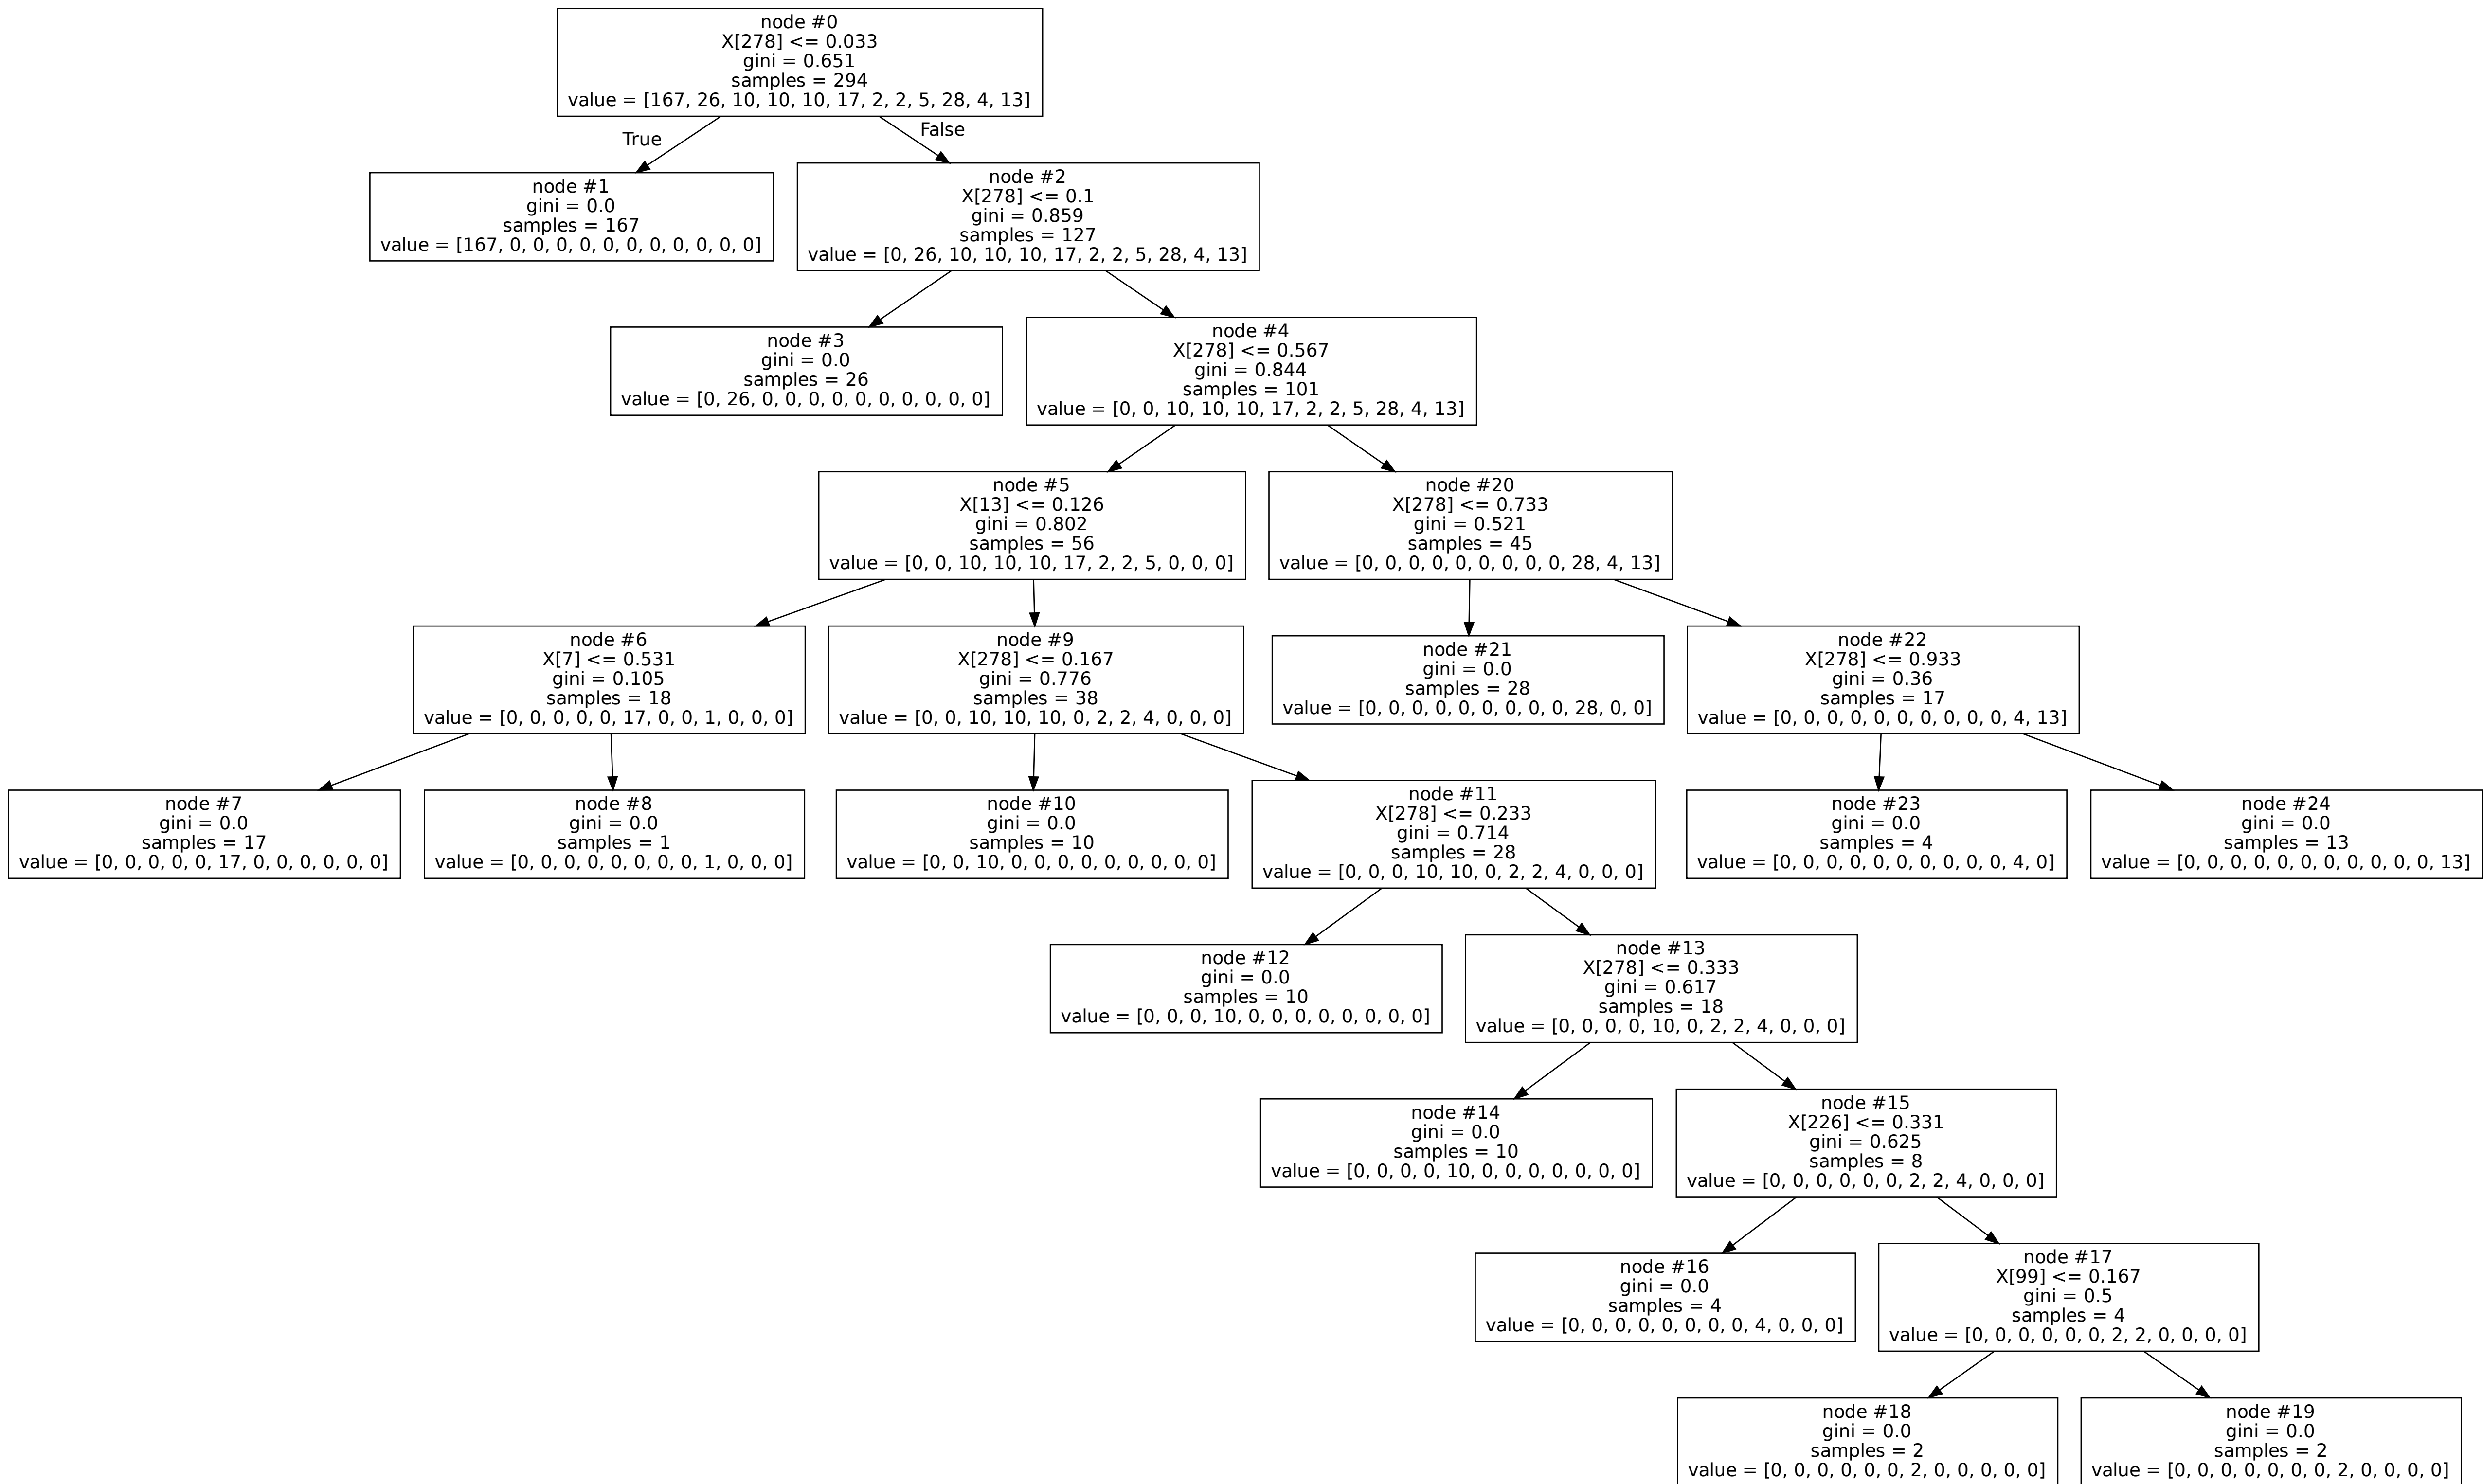 node #0
X[278] <= 0.033
gini = 0.651
samples = 294
value = [167, 26, 10, 10, 10, 17, 2, 2, 5, 28, 4, 13]
True
False
node #1
gini = 0.0
samples = 167
value = [167, 0, 0, 0, 0, 0, 0, 0, 0, 0, 0, 0]
node #2
X[278] <= 0.1
gini = 0.859
samples = 127
value = [0, 26, 10, 10, 10, 17, 2, 2, 5, 28, 4, 13]
node #3
gini = 0.0
samples = 26
value = [0, 26, 0, 0, 0, 0, 0, 0, 0, 0, 0, 0]
node #4
X[278] <= 0.567
gini = 0.844
samples = 101
value = [0, 0, 10, 10, 10, 17, 2, 2, 5, 28, 4, 13]
node #5
X[13] <= 0.126
gini = 0.802
samples = 56
value = [0, 0, 10, 10, 10, 17, 2, 2, 5, 0, 0, 0]
node #20
X[278] <= 0.733
gini = 0.521
samples = 45
value = [0, 0, 0, 0, 0, 0, 0, 0, 0, 28, 4, 13]
node #6
X[7] <= 0.531
gini = 0.105
samples = 18
value = [0, 0, 0, 0, 0, 17, 0, 0, 1, 0, 0, 0]
node #9
X[278] <= 0.167
gini = 0.776
samples = 38
value = [0, 0, 10, 10, 10, 0, 2, 2, 4, 0, 0, 0]
node #21
gini = 0.0
samples = 28
value = [0, 0, 0, 0, 0, 0, 0, 0, 0, 28, 0, 0]
node #22
X[278] <= 0.933
gini = 0.36
samples = 17
value = [0, 0, 0, 0, 0, 0, 0, 0, 0, 0, 4, 13]
node #7
gini = 0.0
samples = 17
value = [0, 0, 0, 0, 0, 17, 0, 0, 0, 0, 0, 0]
node #8
gini = 0.0
samples = 1
value = [0, 0, 0, 0, 0, 0, 0, 0, 1, 0, 0, 0]
node #10
gini = 0.0
samples = 10
value = [0, 0, 10, 0, 0, 0, 0, 0, 0, 0, 0, 0]
node #11
X[278] <= 0.233
gini = 0.714
samples = 28
value = [0, 0, 0, 10, 10, 0, 2, 2, 4, 0, 0, 0]
node #23
gini = 0.0
samples = 4
value = [0, 0, 0, 0, 0, 0, 0, 0, 0, 0, 4, 0]
node #24
gini = 0.0
samples = 13
value = [0, 0, 0, 0, 0, 0, 0, 0, 0, 0, 0, 13]
node #12
gini = 0.0
samples = 10
value = [0, 0, 0, 10, 0, 0, 0, 0, 0, 0, 0, 0]
node #13
X[278] <= 0.333
gini = 0.617
samples = 18
value = [0, 0, 0, 0, 10, 0, 2, 2, 4, 0, 0, 0]
node #14
gini = 0.0
samples = 10
value = [0, 0, 0, 0, 10, 0, 0, 0, 0, 0, 0, 0]
node #15
X[226] <= 0.331
gini = 0.625
samples = 8
value = [0, 0, 0, 0, 0, 0, 2, 2, 4, 0, 0, 0]
node #16
gini = 0.0
samples = 4
value = [0, 0, 0, 0, 0, 0, 0, 0, 4, 0, 0, 0]
node #17
X[99] <= 0.167
gini = 0.5
samples = 4
value = [0, 0, 0, 0, 0, 0, 2, 2, 0, 0, 0, 0]
node #18
gini = 0.0
samples = 2
value = [0, 0, 0, 0, 0, 0, 2, 0, 0, 0, 0, 0]
node #19
gini = 0.0
samples = 2
value = [0, 0, 0, 0, 0, 0, 0, 2, 0, 0, 0, 0]